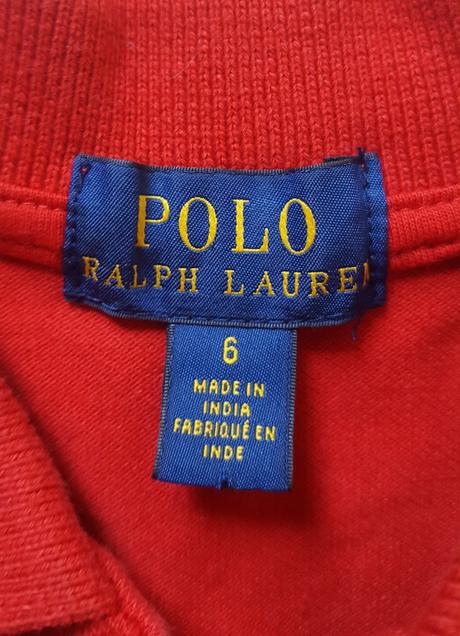 POLO
RALPH LAUREN
6
MADE IN
INDIA
FABRIQUÉ EN
INDE